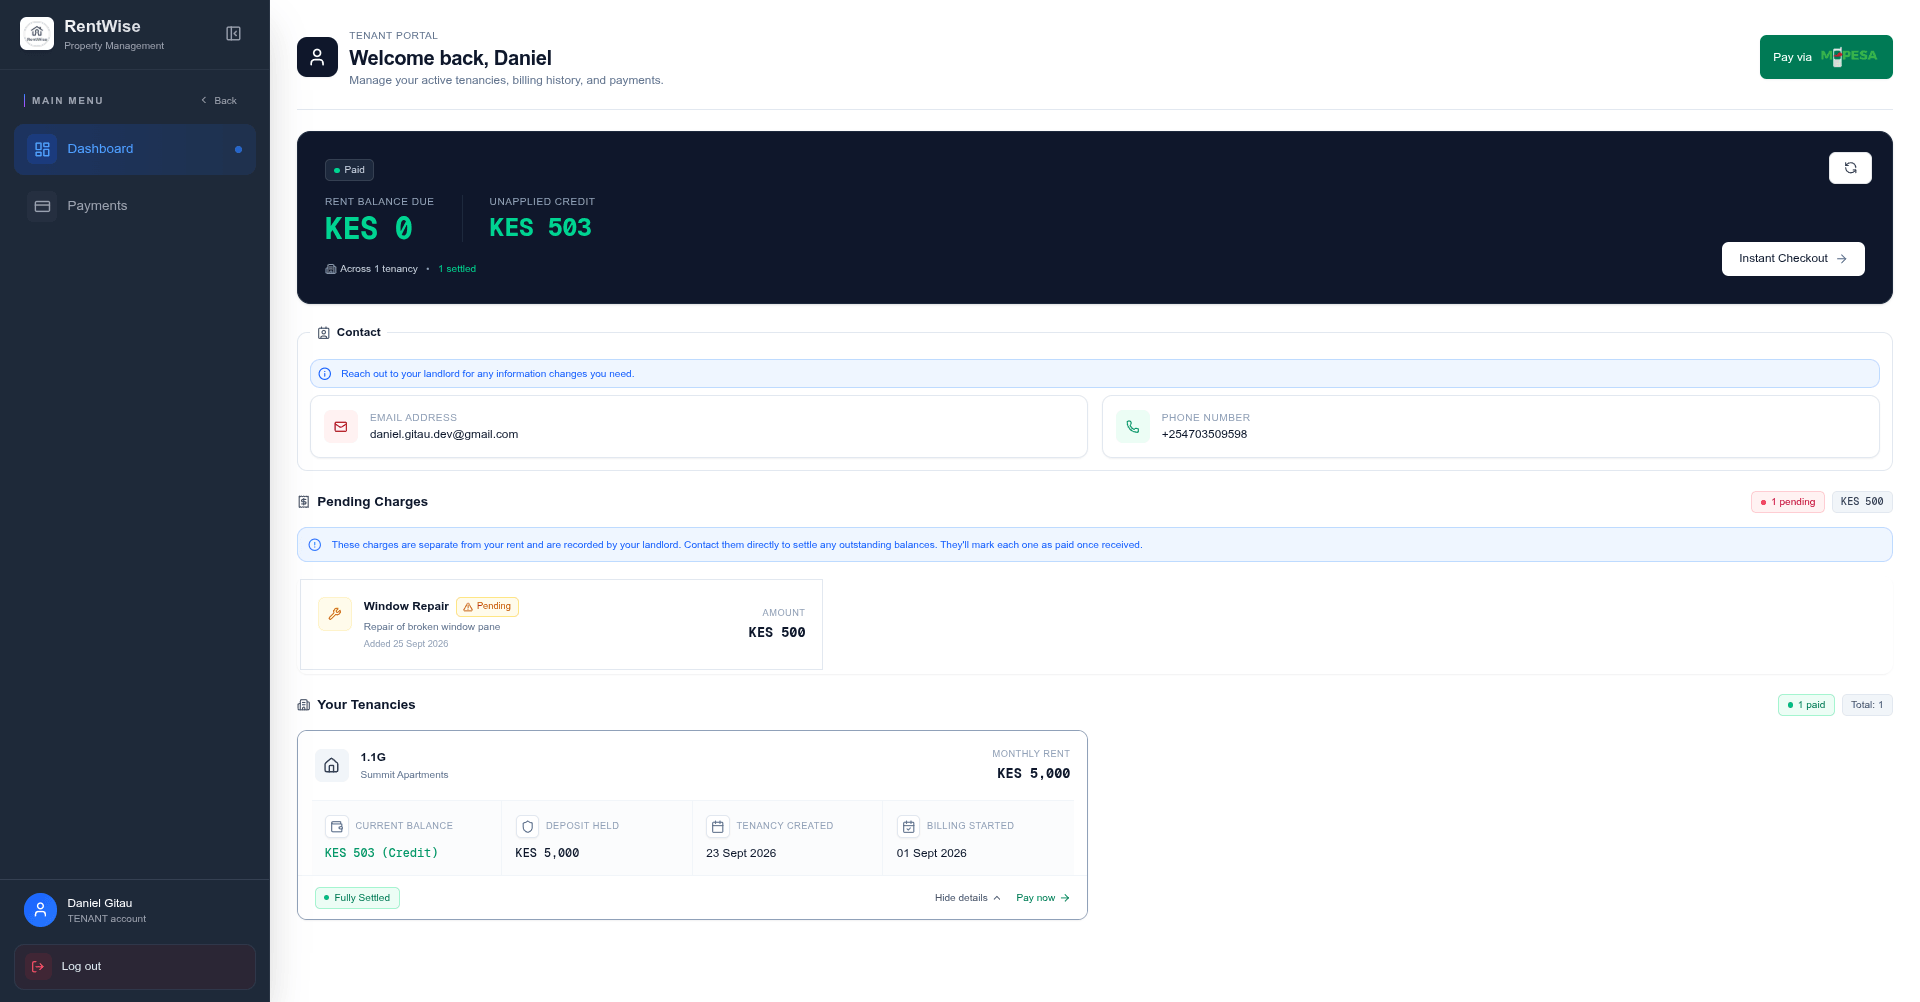 RentWise
Property Management
MAIN MENU
Back
Dashboard
Payments
Daniel Gitau
TENANT account
Log out
TENANT PORTAL
Welcome back, Daniel
Manage your active tenancies, billing history, and payments.
Pay via M-PESA
Paid
RENT BALANCE DUE
KES 0
UNAPPLIED CREDIT
KES 503
Across 1 tenancy • 1 settled
Instant Checkout
Contact
Reach out to your landlord for any information changes you need.
EMAIL ADDRESS
daniel.gitau.dev@gmail.com
PHONE NUMBER
+254703509598
Pending Charges
1 pending
KES 500
These charges are separate from your rent and are recorded by your landlord. Contact them directly to settle any outstanding balances. They'll mark each one as paid once received.
Window Repair
Pending
Repair of broken window pane
Added 25 Sept 2026
AMOUNT
KES 500
Your Tenancies
1 paid
Total: 1
1.1G
Summit Apartments
MONTHLY RENT
KES 5,000
CURRENT BALANCE
KES 503 (Credit)
DEPOSIT HELD
KES 5,000
TENANCY CREATED
23 Sept 2026
BILLING STARTED
01 Sept 2026
Fully Settled
Hide details
Pay now